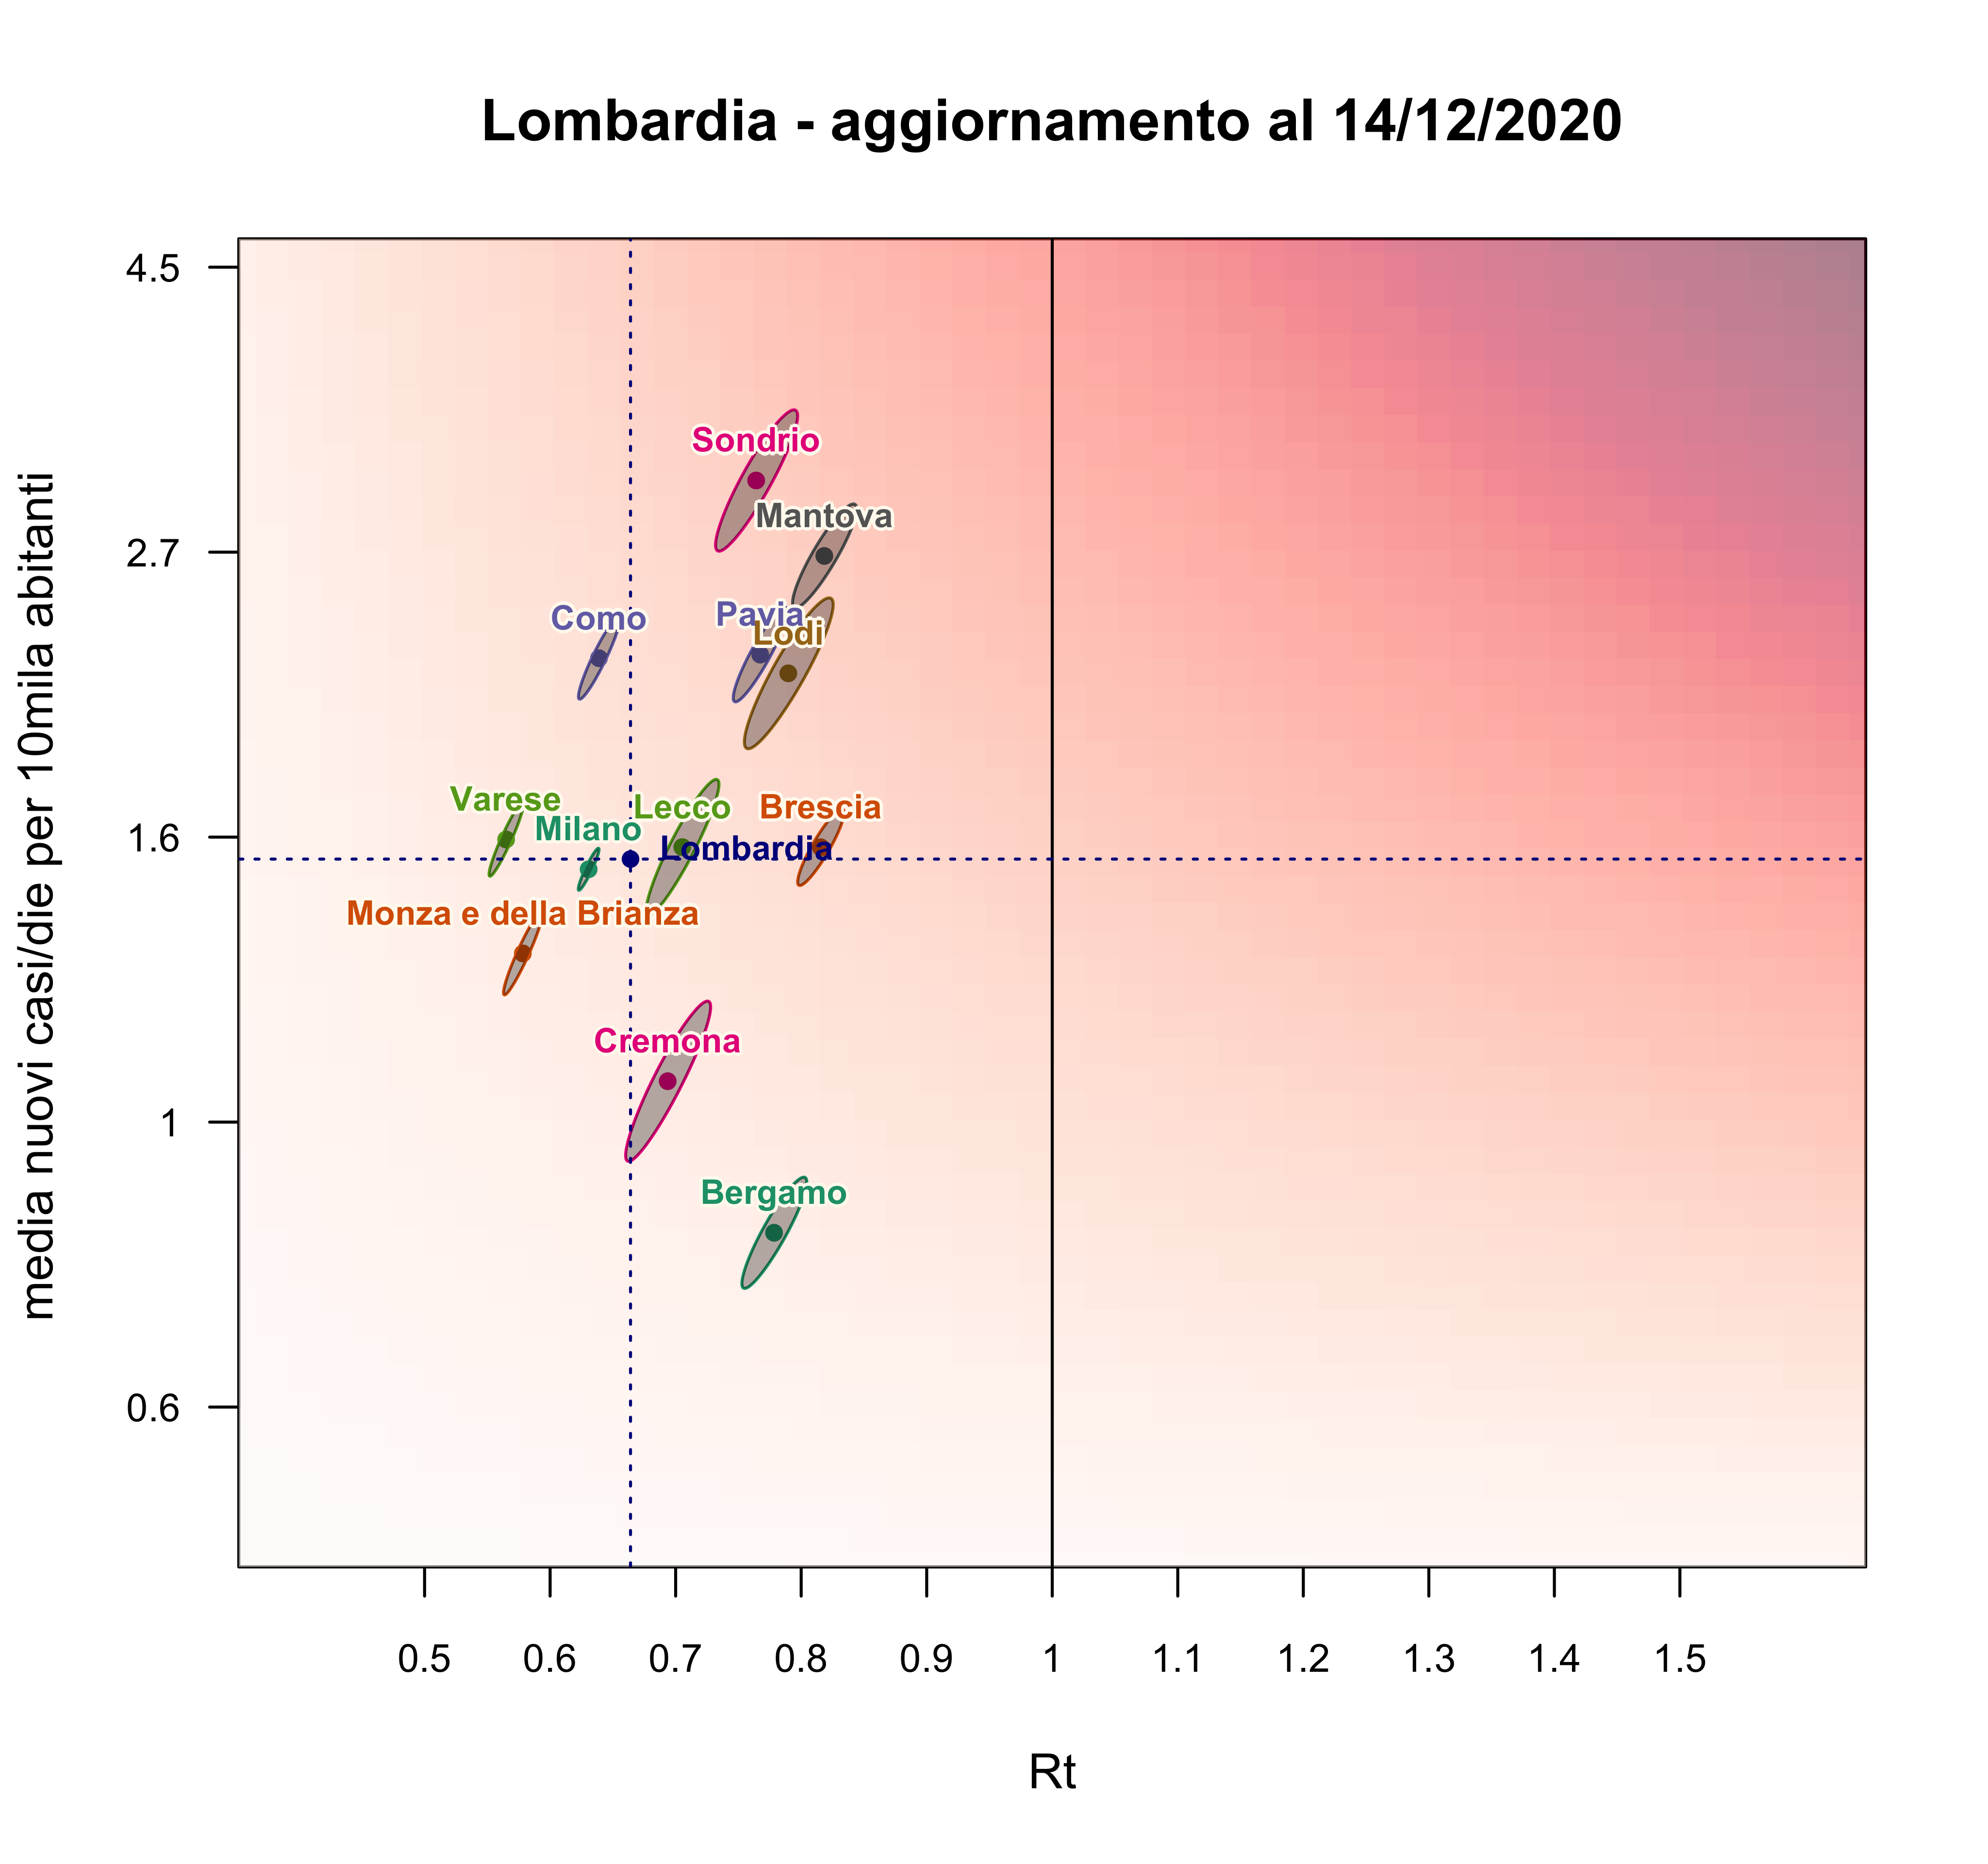 Lombardia - aggiornamento al 14/12/2020
media nuovi casi/die per 10mila abitanti
4.5
2.7
1.6
1
0.6
Sondrio
Mantova
Pavia
Como
Lodi
Varese
Lecco
Brescia
Milano
Lombardia
Monza e della Brianza
Cremona
Bergamo
0.5 0.6 0.7 0.8 0.9 1 1.1 1.2 1.3 1.4 1.5
Rt